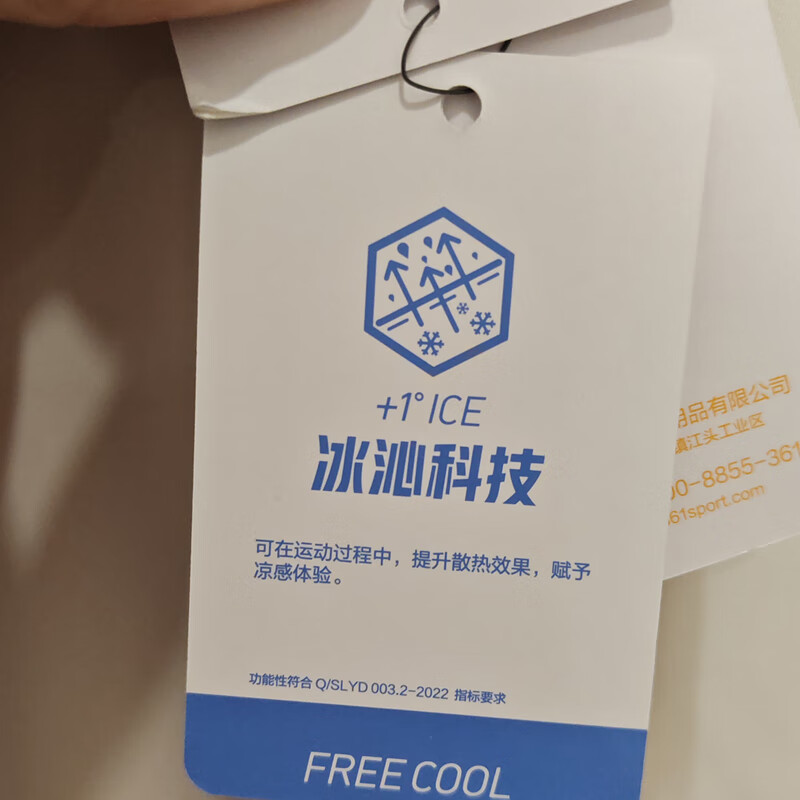 +1° ICE
冰沁科技
可在运动过程中，提升散热效果，赋予
凉感体验。
功能性符合 Q/SLYD 003.2-2022 指标要求
FREE COOL
用品有限公司
镇江头工业区
00-8855-361
361sport.com